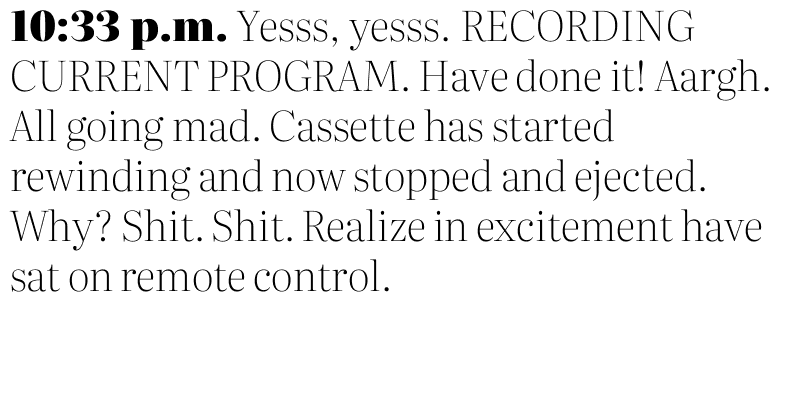 10:33 p.m. Yesss, yesss. RECORDING
CURRENT PROGRAM. Have done it! Aargh.
All going mad. Cassette has started
rewinding and now stopped and ejected.
Why? Shit. Shit. Realize in excitement have
sat on remote control.